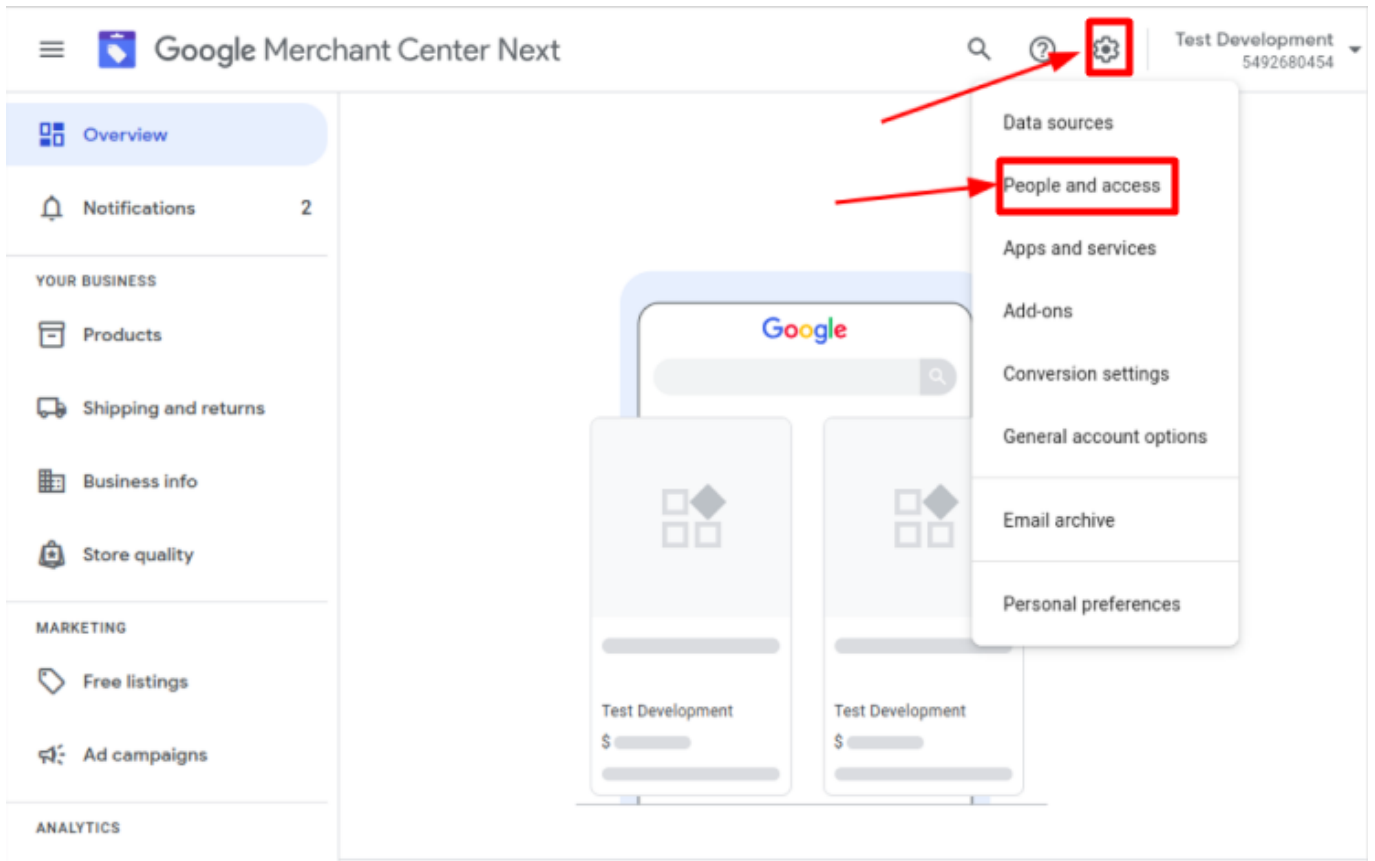 Google Merchant Center Next
Test Development
5492680454
Overview
Notifications 2
YOUR BUSINESS
Products
Shipping and returns
Business info
Store quality
MARKETING
Free listings
Ad campaigns
ANALYTICS
Data sources
People and access
Apps and services
Add-ons
Conversion settings
General account options
Email archive
Personal preferences
Google
Test Development
$
Test Development
$